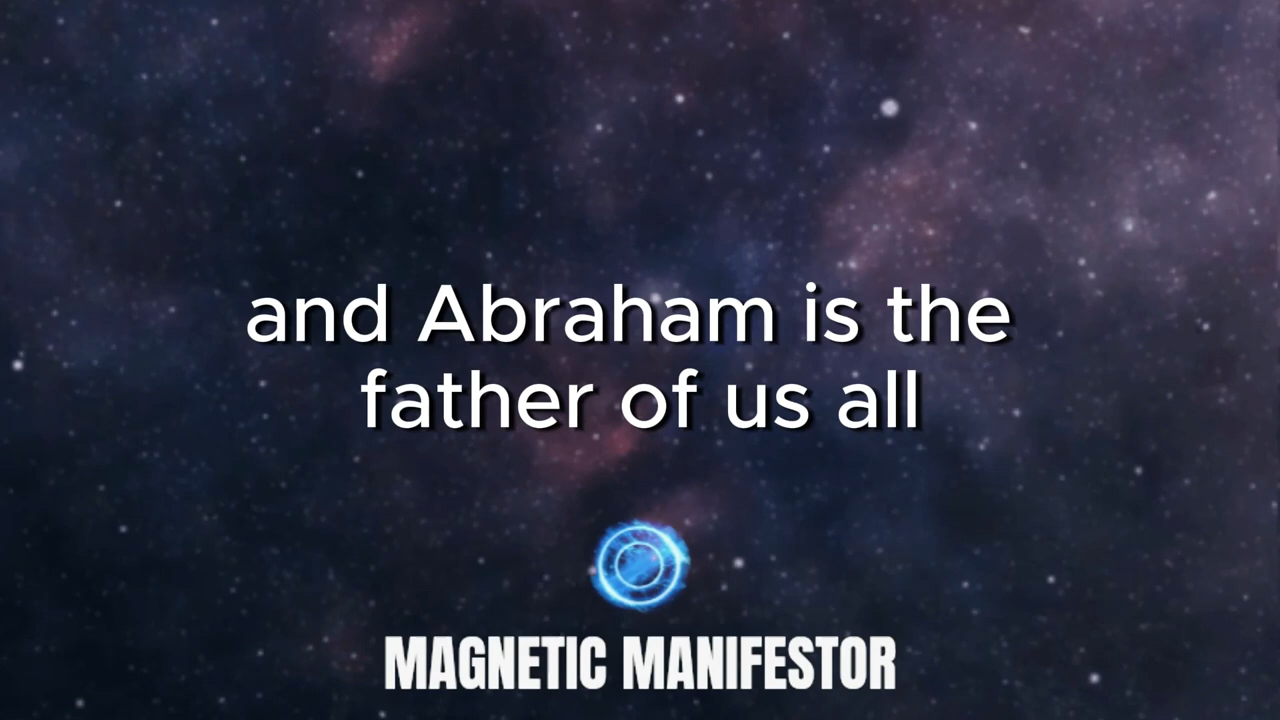 and Abraham is the
father of us all
MAGNETIC MANIFESTOR